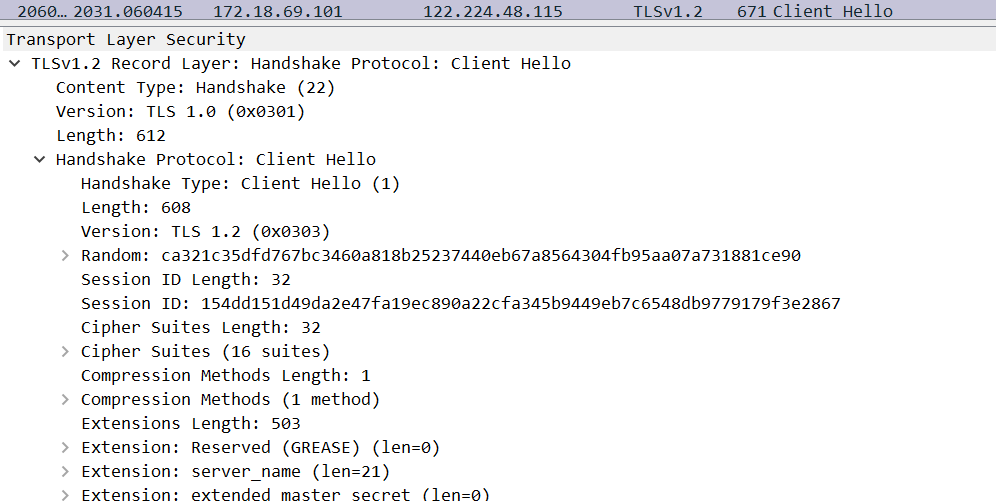 2060… 2031.060415 172.18.69.101 122.224.48.115 TLSv1.2 671 Client Hello
Transport Layer Security
TLSv1.2 Record Layer: Handshake Protocol: Client Hello
Content Type: Handshake (22)
Version: TLS 1.0 (0x0301)
Length: 612
Handshake Protocol: Client Hello
Handshake Type: Client Hello (1)
Length: 608
Version: TLS 1.2 (0x0303)
Random: ca321c35dfd767bc3460a818b25237440eb67a8564304fb95aa07a731881ce90
Session ID Length: 32
Session ID: 154dd151d49da2e47fa19ec890a22cfa345b9449eb7c6548db9779179f3e2867
Cipher Suites Length: 32
Cipher Suites (16 suites)
Compression Methods Length: 1
Compression Methods (1 method)
Extensions Length: 503
Extension: Reserved (GREASE) (len=0)
Extension: server_name (len=21)
Extension: extended_master_secret (len=0)